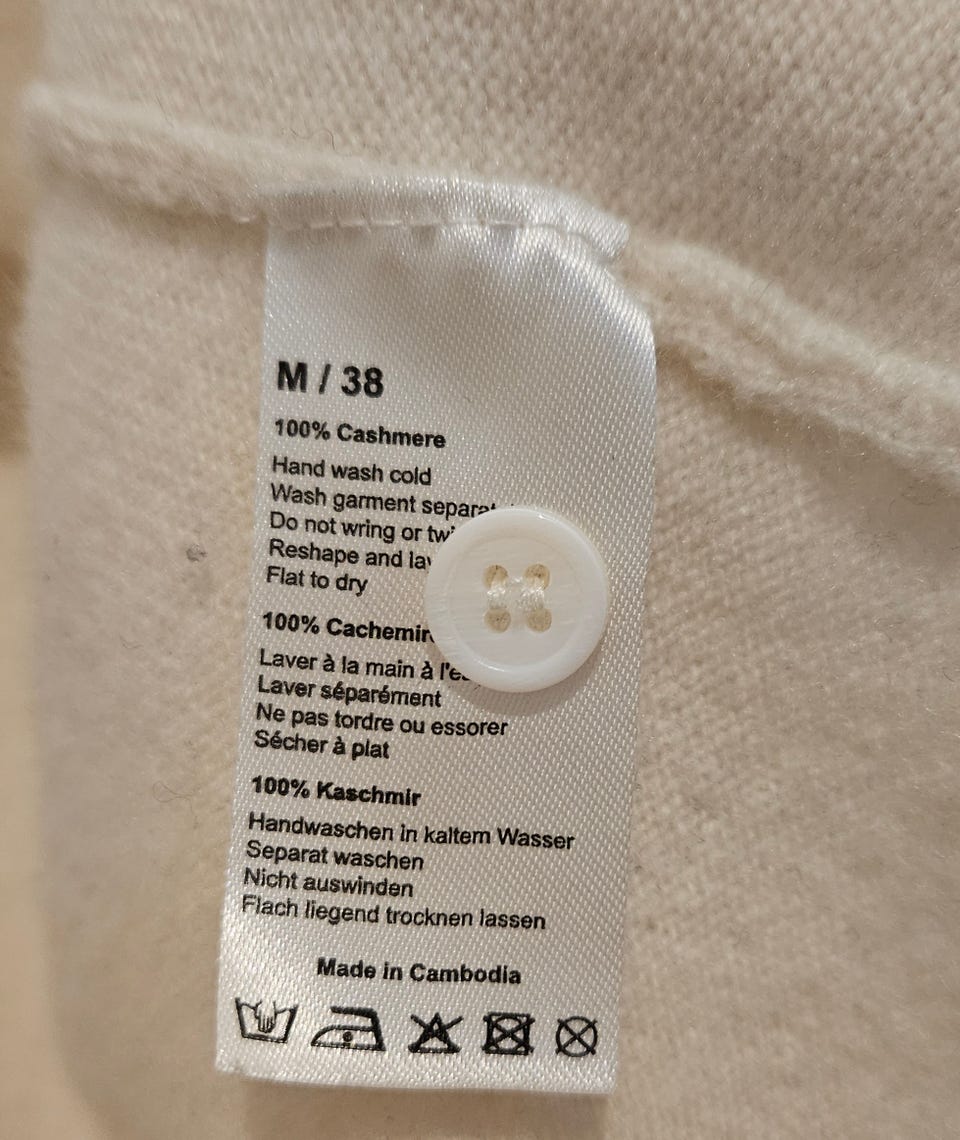 M / 38
100% Cashmere
Hand wash cold
Wash garment
Do not wring or
Reshape and
Flat to dry
100%
Laver à la main à
Laver séparément
Ne pas tordre ou essorer
Sécher à plat
100% Kaschmir
Handwaschen in kaltem Wasser
Separat waschen
Nicht auswinden
Flach liegend trocknen lassen
Made in Cambodia